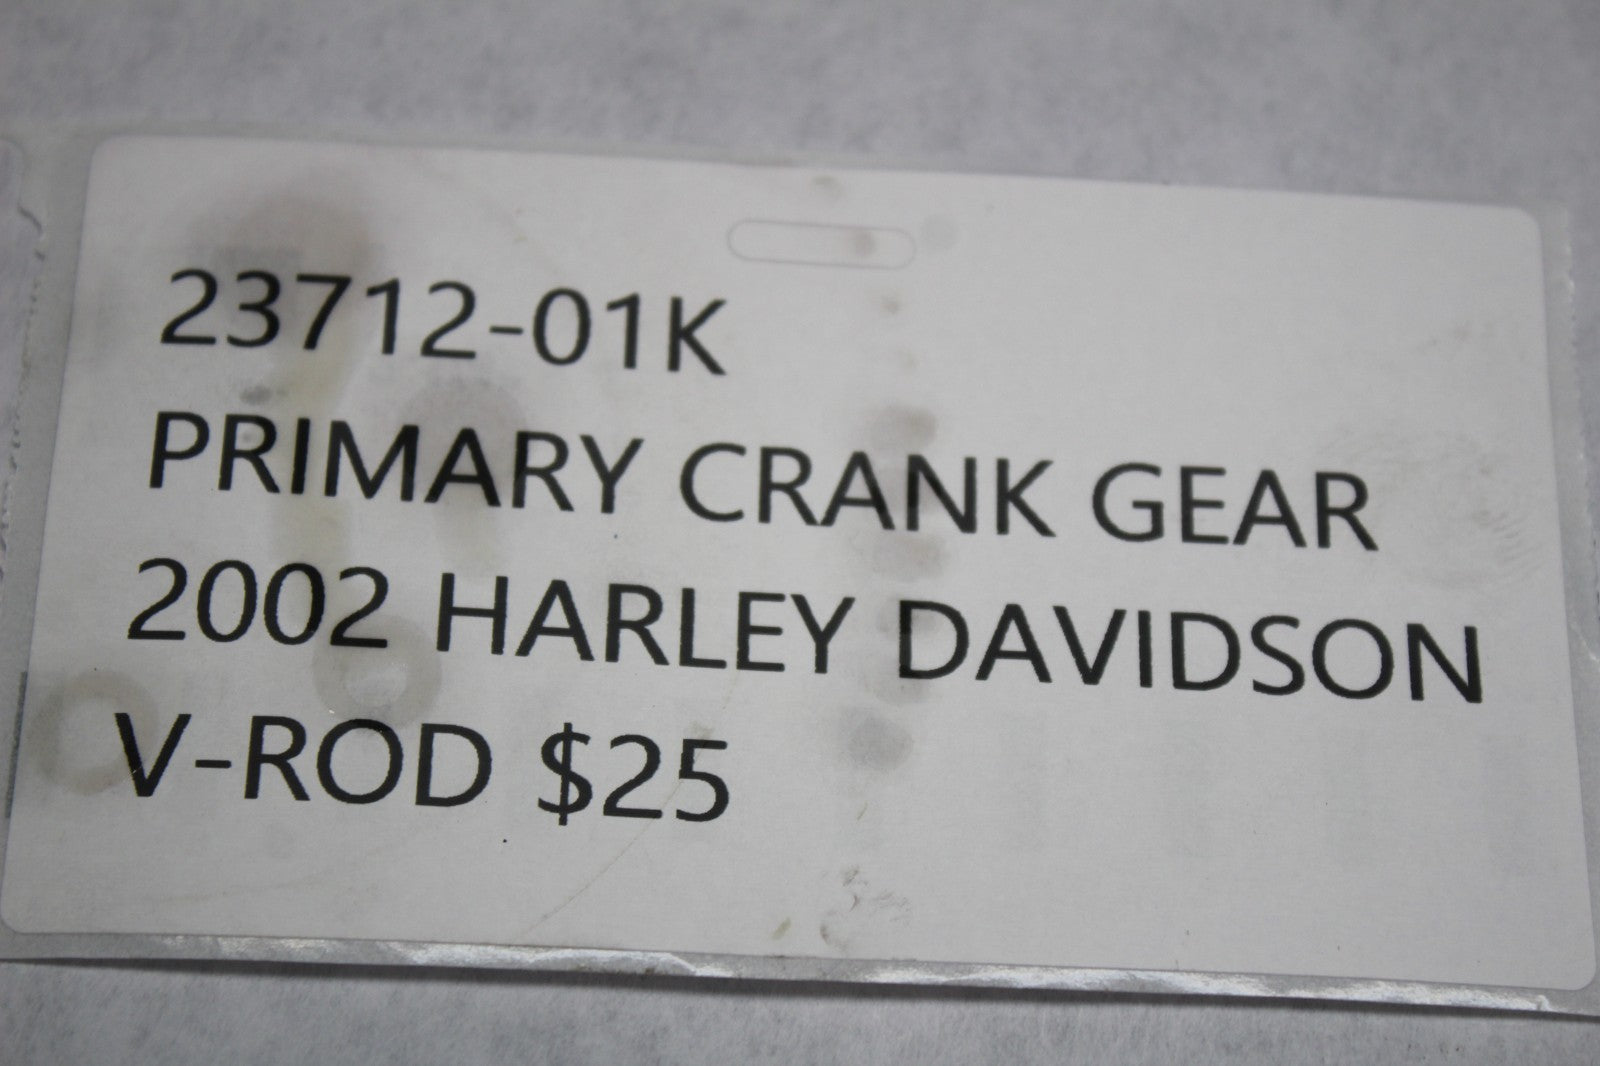 23712-01K
PRIMARY CRANK GEAR
2002 HARLEY DAVIDSON
V-ROD $25